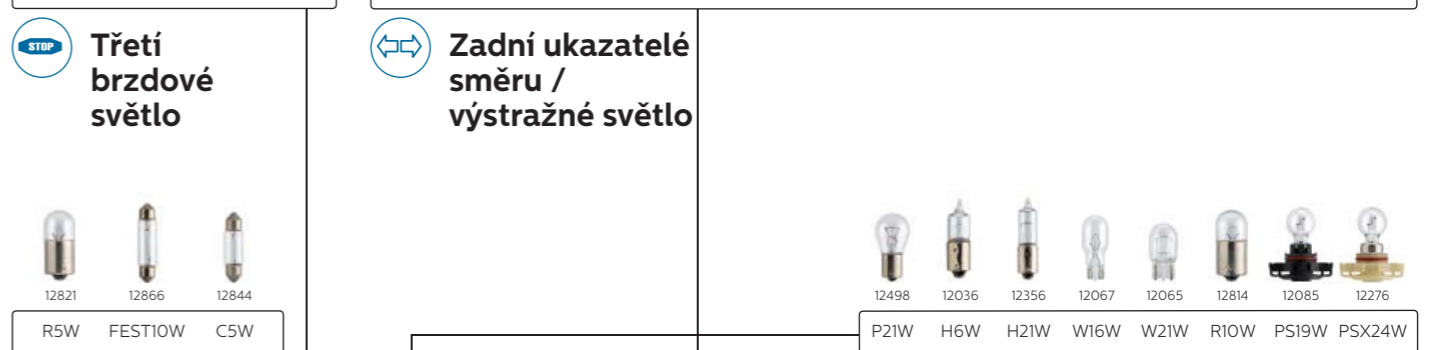 STOP
Třetí
brzdové
světlo
12821 12866 12844
R5W FEST10W C5W
Zadní ukazatelé
směru /
výstražné světlo
12498 12036 12356 12067 12065 12814 12085 12276
P21W H6W H21W W16W W21W R10W PS19W PSX24W